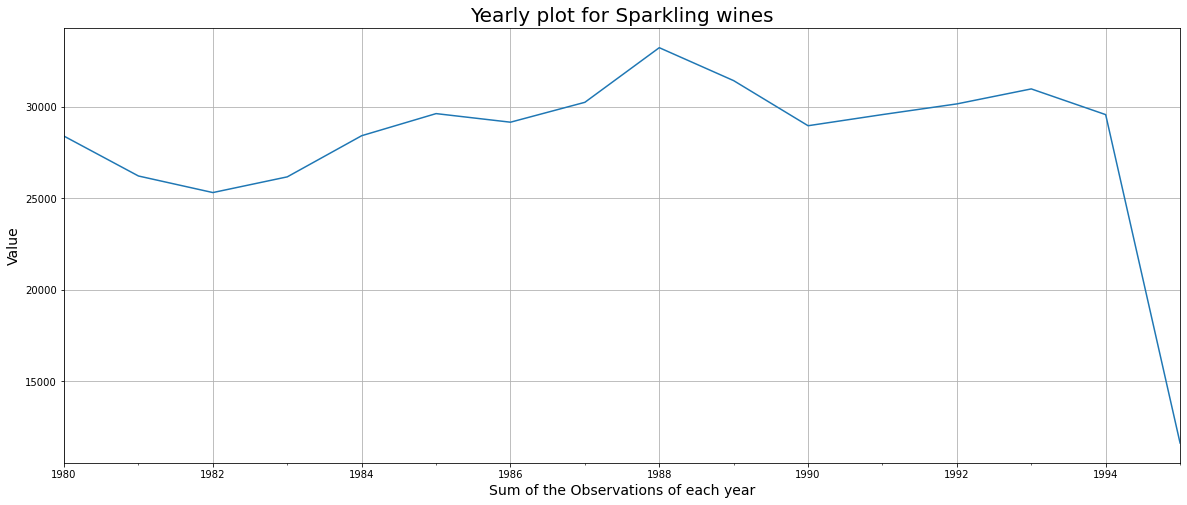 Yearly plot for Sparkling wines
Value
30000
25000
20000
15000
1980 1982 1984 1986 1988 1990 1992 1994
Sum of the Observations of each year